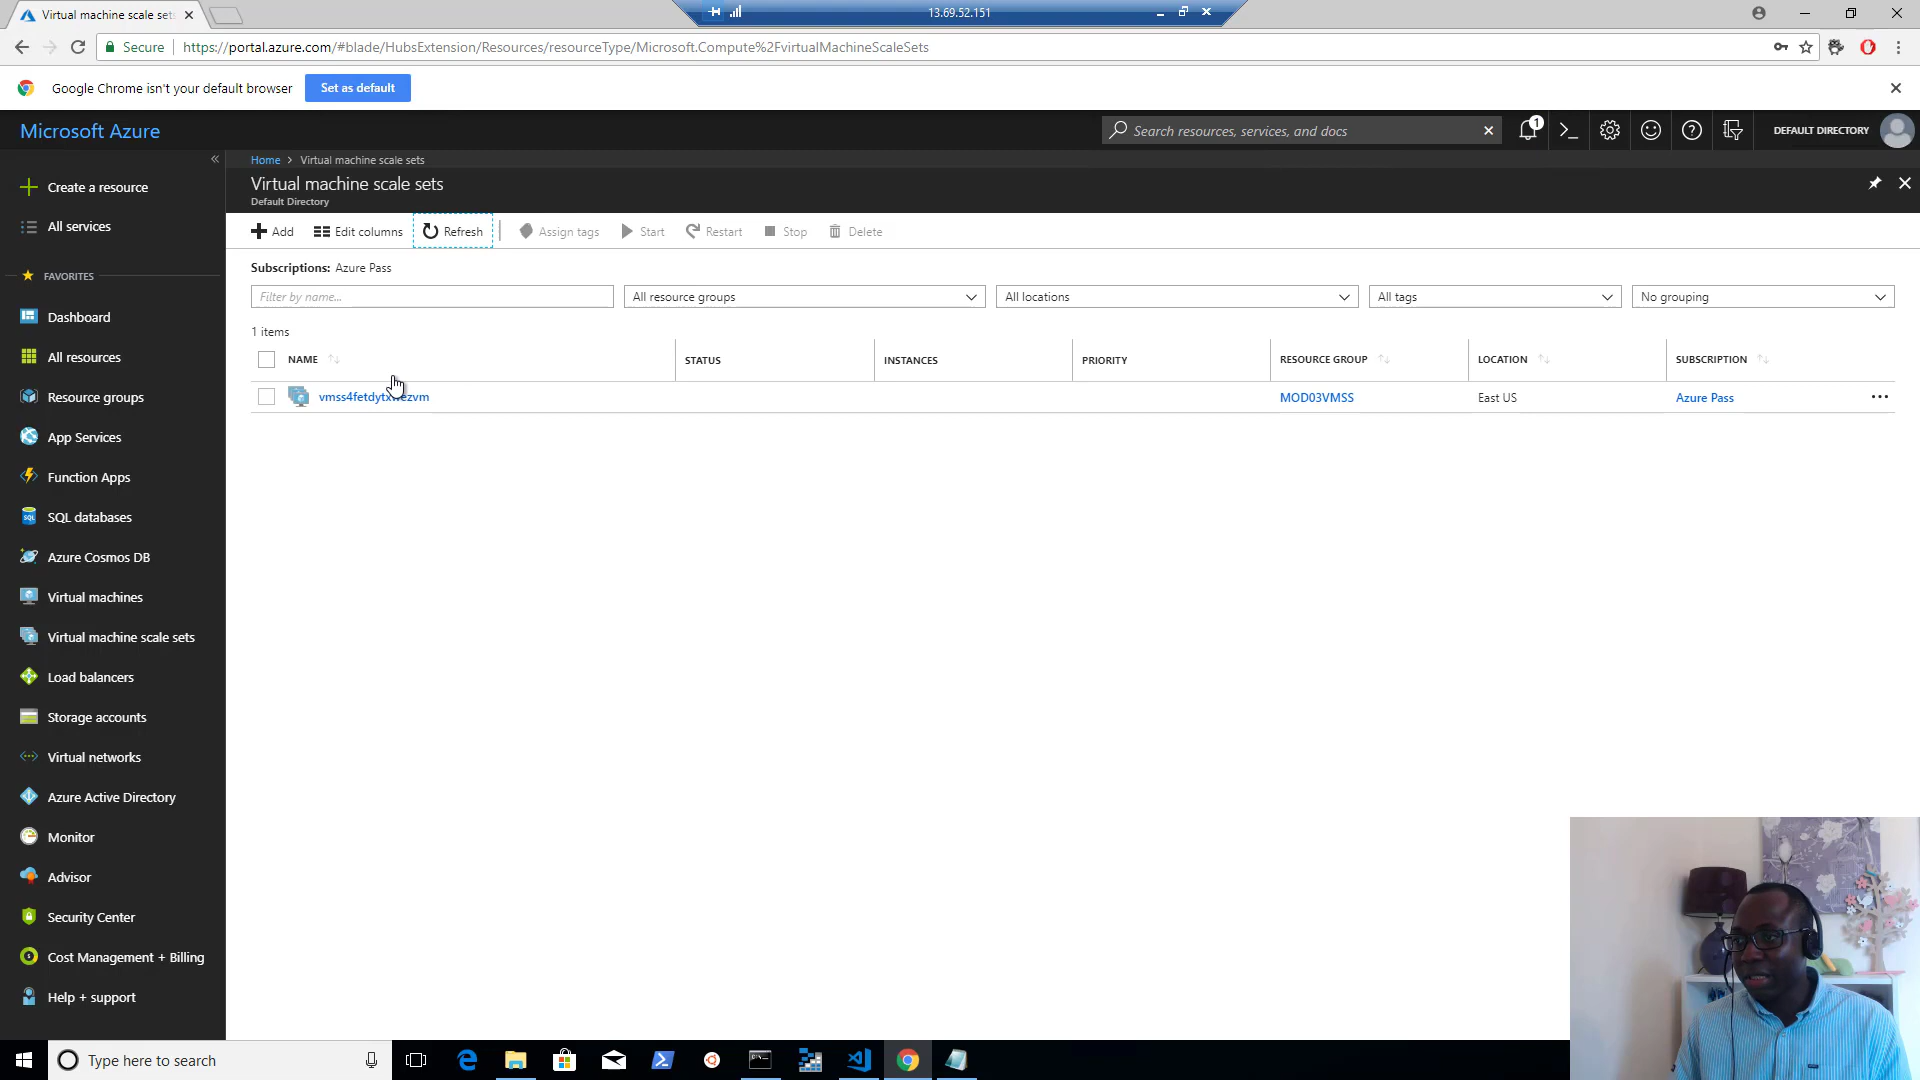 Virtual machine scale sets
13.69.52.151
Secure
https://portal.azure.com/#blade/HubsExtension/Resources/resourceType/Microsoft.Compute%2FvirtualMachineScaleSets
Google Chrome isn't your default browser
Set as default
Microsoft Azure
Search resources, services, and docs
1
DEFAULT DIRECTORY
Create a resource
All services
FAVORITES
Dashboard
All resources
Resource groups
App Services
Function Apps
SQL databases
Azure Cosmos DB
Virtual machines
Virtual machine scale sets
Load balancers
Storage accounts
Virtual networks
Azure Active Directory
Monitor
Advisor
Security Center
Cost Management + Billing
Help + support
Home > Virtual machine scale sets
Virtual machine scale sets
Default Directory
Add Edit columns Refresh Assign tags Start Restart Stop Delete
Subscriptions: Azure Pass
Filter by name... All resource groups All locations All tags No grouping
1 items
NAME STATUS INSTANCES PRIORITY RESOURCE GROUP LOCATION SUBSCRIPTION
MOD03VMSS East US Azure Pass
Type here to search